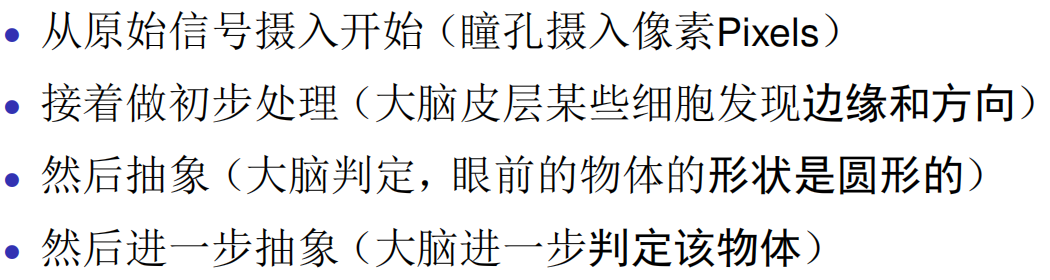 • 从原始信号摄入开始（瞳孔摄入像素Pixels）
• 接着做初步处理（大脑皮层某些细胞发现边缘和方向）
• 然后抽象（大脑判定，眼前的物体的形状是圆形的）
• 然后进一步抽象（大脑进一步判定该物体）